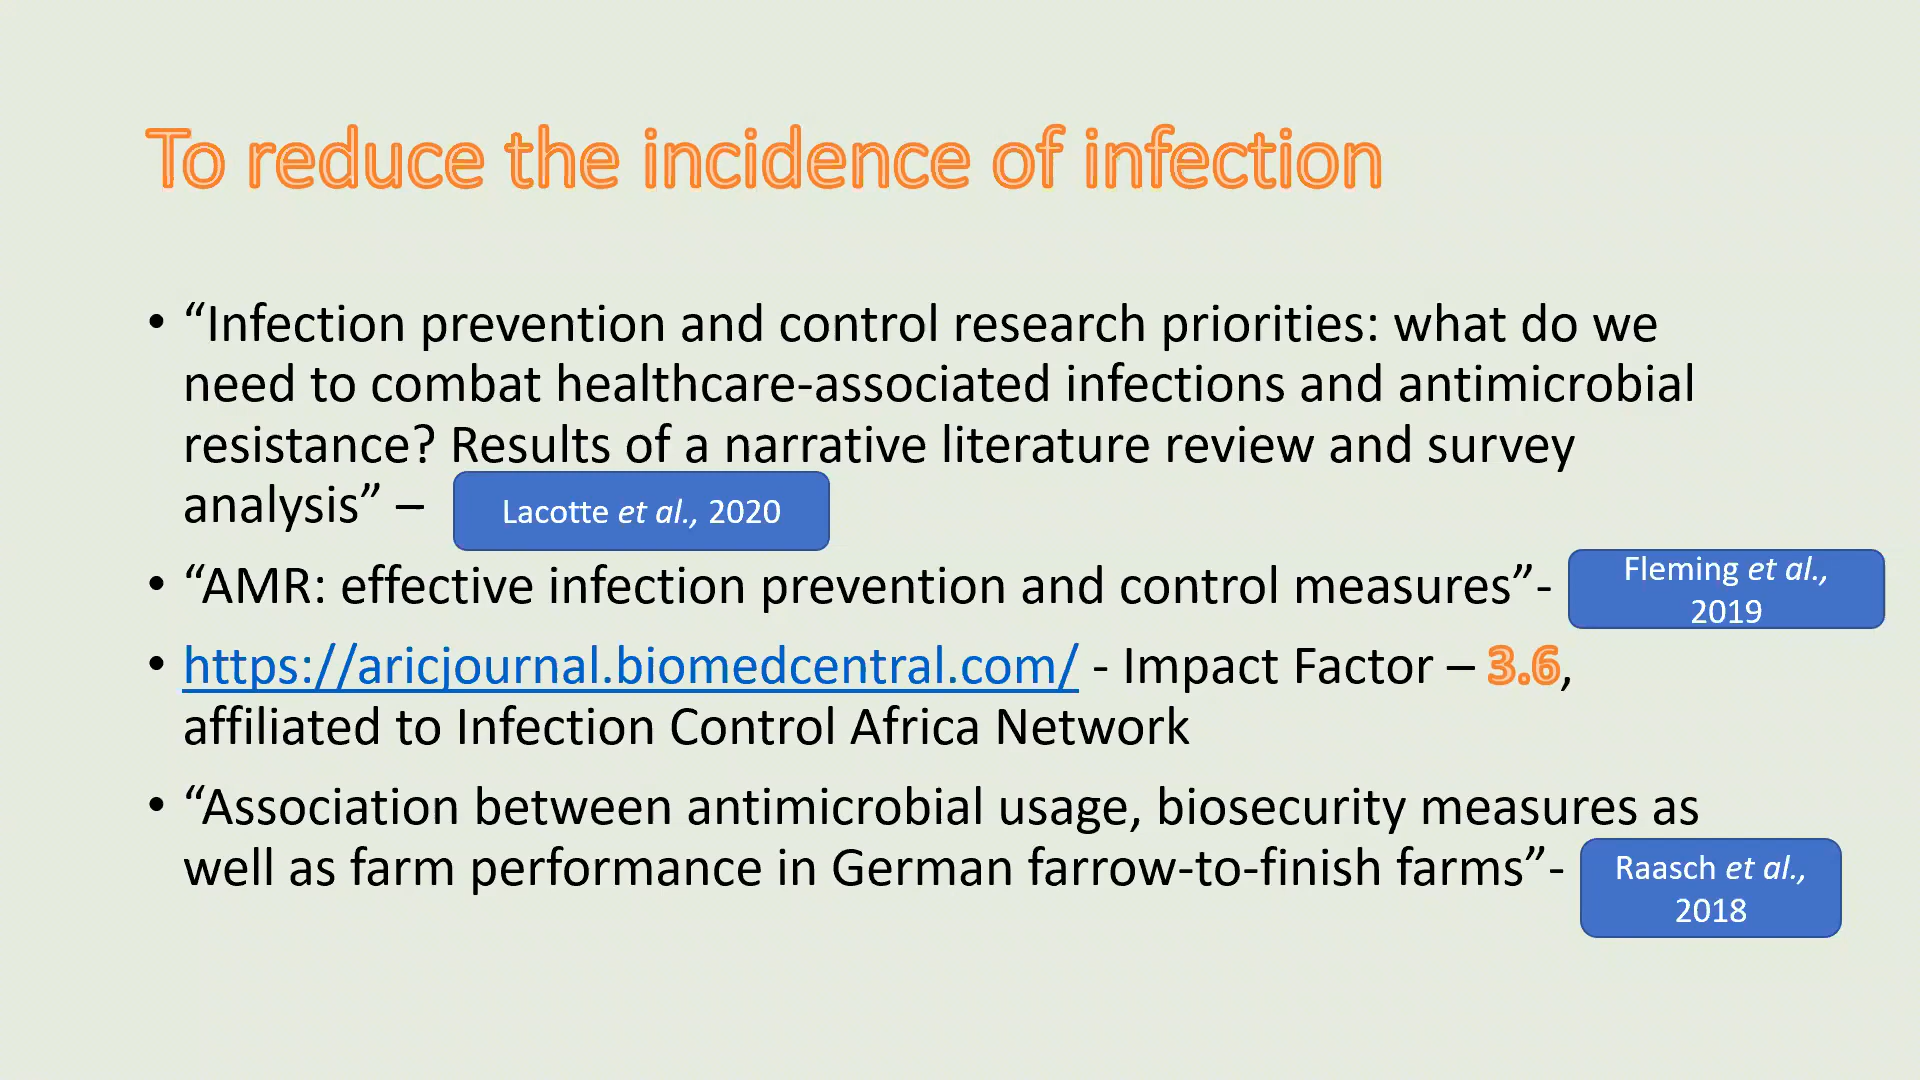 To reduce the incidence of infection
• “Infection prevention and control research priorities: what do we
need to combat healthcare-associated infections and antimicrobial
resistance? Results of a narrative literature review and survey
analysis” – Lacotte et al., 2020
• “AMR: effective infection prevention and control measures”- Fleming et al.,
2019
• https://aricjournal.biomedcentral.com/ - Impact Factor – 3.6,
affiliated to Infection Control Africa Network
• “Association between antimicrobial usage, biosecurity measures as
well as farm performance in German farrow-to-finish farms”- Raasch et al.,
2018